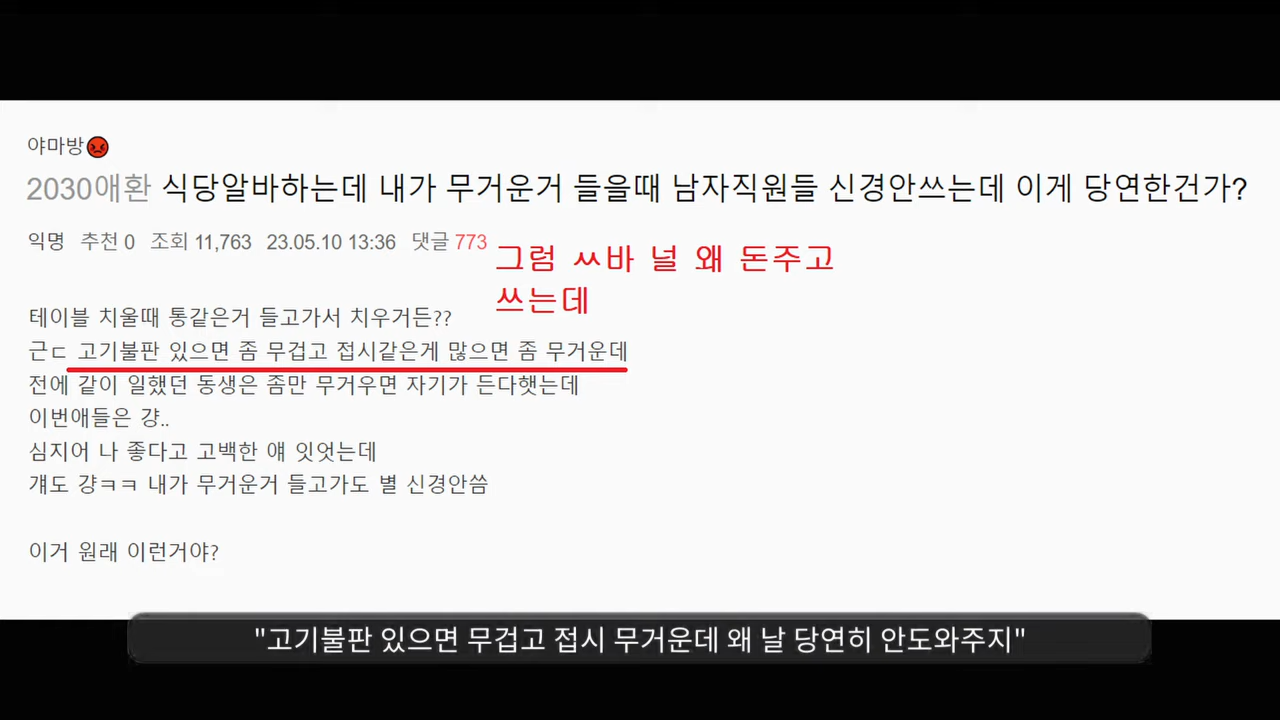 야마방😡
2030애환 식당알바하는데 내가 무거운거 들을때 남자직원들 신경안쓰는데 이게 당연한건가?
익명 추천 0 조회 11,763 23.05.10 13:36 댓글 773
그럼 ㅆ바 널 왜 돈주고
쓰는데
테이블 치울때 통같은거 들고가서 치우거든??
근ㄷ 고기불판 있으면 좀 무겁고 접시같은게 많으면 좀 무거운데
전에 같이 일했던 동생은 좀만 무거우면 자기가 든다햇는데
이번애들은 걍..
심지어 나 좋다고 고백한 얘 잇엇는데
걔도 걍ㅋㅋ 내가 무거운거 들고가도 별 신경안씀
이거 원래 이런거야?
"고기불판 있으면 무겁고 접시 무거운데 왜 날 당연히 안도와주지"